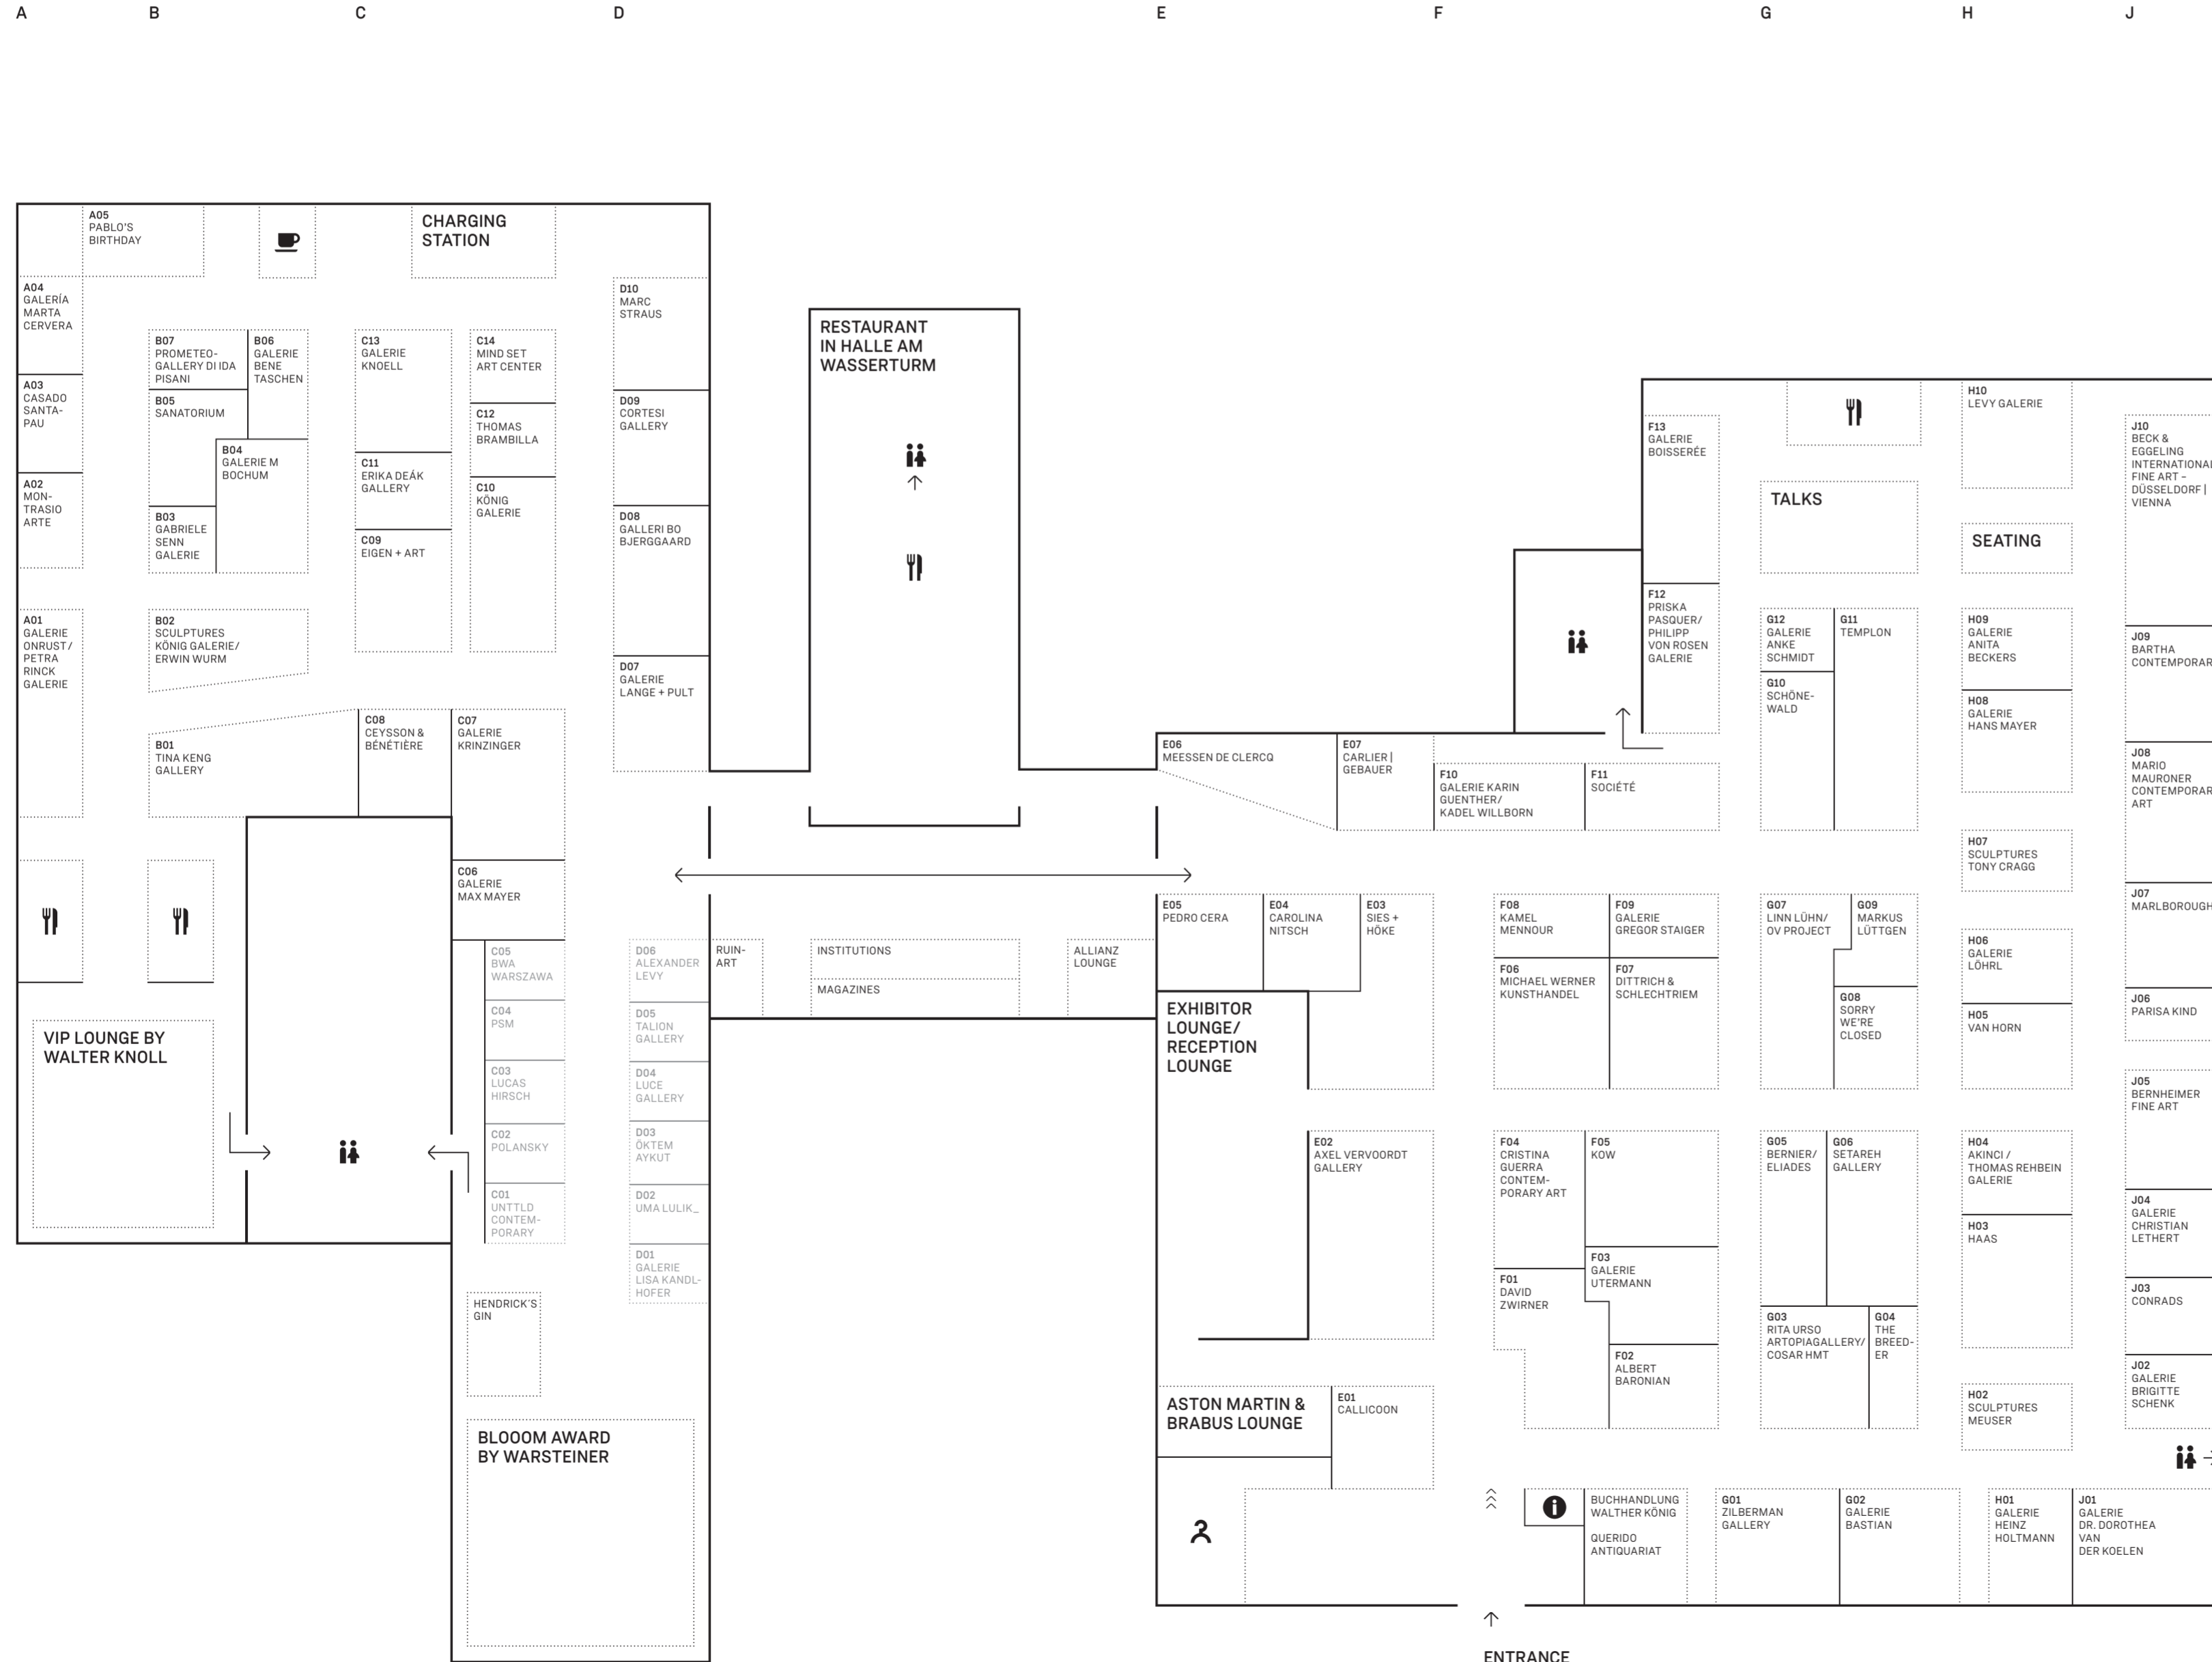 A
B
C
D
E
F
G
H
J
A05
PABLO'S
BIRTHDAY
CHARGING
STATION
A04
GALERÍA
MARTA
CERVERA
A03
CASADO
SANTA-
PAU
A02
MON-
TRASIO
ARTE
A01
GALERIE
ONRUST/
PETRA
RINCK
GALERIE
B07
PROMETEO-
GALLERY DI IDA
PISANI
B06
GALERIE
BENE
TASCHEN
B05
SANATORIUM
B04
GALERIE M
BOCHUM
B03
GABRIELE
SENN
GALERIE
B02
SCULPTURES
KÖNIG GALERIE/
ERWIN WURM
B01
TINA KENG
GALLERY
C13
GALERIE
KNOELL
C14
MIND SET
ART CENTER
C12
THOMAS
BRAMBILLA
C11
ERIKA DEÁK
GALLERY
C10
KÖNIG
GALERIE
C09
EIGEN + ART
C08
CEYSSON &
BÉNÉTIÈRE
C07
GALERIE
KRINZINGER
C06
GALERIE
MAX MAYER
C05
BWA
WARSZAWA
C04
PSM
C03
LUCAS
HIRSCH
C02
POLANSKY
C01
UNTTLD
CONTEM-
PORARY
VIP LOUNGE BY
WALTER KNOLL
HENDRICK'S
GIN
BLOOOM AWARD
BY WARSTEINER
D10
MARC
STRAUS
D09
CORTESI
GALLERY
D08
GALLERI BO
BJERGGAARD
D07
GALERIE
LANGE + PULT
D06
ALEXANDER
LEVY
D05
TALION
GALLERY
D04
LUCE
GALLERY
D03
ÖKTEM
AYKUT
D02
UMA LULIK_
D01
GALERIE
LISA KANDL-
HOFER
RESTAURANT
IN HALLE AM
WASSERTURM
RUIN-
ART
INSTITUTIONS
MAGAZINES
ALLIANZ
LOUNGE
E06
MEESSEN DE CLERCQ
E07
CARLIER |
GEBAUER
E05
PEDRO CERA
E04
CAROLINA
NITSCH
E03
SIES +
HÖKE
EXHIBITOR
LOUNGE/
RECEPTION
LOUNGE
E02
AXEL VERVOORDT
GALLERY
ASTON MARTIN &
BRABUS LOUNGE
E01
CALLICOON
F13
GALERIE
BOISSERÉE
F12
PRISKA
PASQUER/
PHILIPP
VON ROSEN
GALERIE
F10
GALERIE KARIN
GUENTHER/
KADEL WILLBORN
F11
SOCIÉTÉ
F08
KAMEL
MENNOUR
F09
GALERIE
GREGOR STAIGER
F06
MICHAEL WERNER
KUNSTHANDEL
F07
DITTRICH &
SCHLECHTRIEM
F04
CRISTINA
GUERRA
CONTEM-
PORARY ART
F05
KOW
F03
GALERIE
UTERMANN
F01
DAVID
ZWIRNER
F02
ALBERT
BARONIAN
BUCHHANDLUNG
WALTHER KÖNIG
QUERIDO
ANTIQUARIAT
ENTRANCE
TALKS
G12
GALERIE
ANKE
SCHMIDT
G11
TEMPLON
G10
SCHÖNE-
WALD
G07
LINN LÜHN/
OV PROJECT
G09
MARKUS
LÜTTGEN
G08
SORRY
WE'RE
CLOSED
G05
BERNIER/
ELIADES
G06
SETAREH
GALLERY
G03
RITA URSO
ARTOPIAGALLERY/
COSAR HMT
G04
THE
BREED-
ER
G01
ZILBERMAN
GALLERY
G02
GALERIE
BASTIAN
H10
LEVY GALERIE
SEATING
H09
GALERIE
ANITA
BECKERS
H08
GALERIE
HANS MAYER
H07
SCULPTURES
TONY CRAGG
H06
GALERIE
LÖHRL
H05
VAN HORN
H04
AKINCI /
THOMAS REHBEIN
GALERIE
H03
HAAS
H02
SCULPTURES
MEUSER
H01
GALERIE
HEINZ
HOLTMANN
J10
BECK &
EGGELING
INTERNATIONAL
FINE ART –
DÜSSELDORF |
VIENNA
J09
BARTHA
CONTEMPORAR
J08
MARIO
MAURONER
CONTEMPORAR
ART
J07
MARLBOROUGH
J06
PARISA KIND
J05
BERNHEIMER
FINE ART
J04
GALERIE
CHRISTIAN
LETHERT
J03
CONRADS
J02
GALERIE
BRIGITTE
SCHENK
J01
GALERIE
DR. DOROTHEA
VAN
DER KOELEN